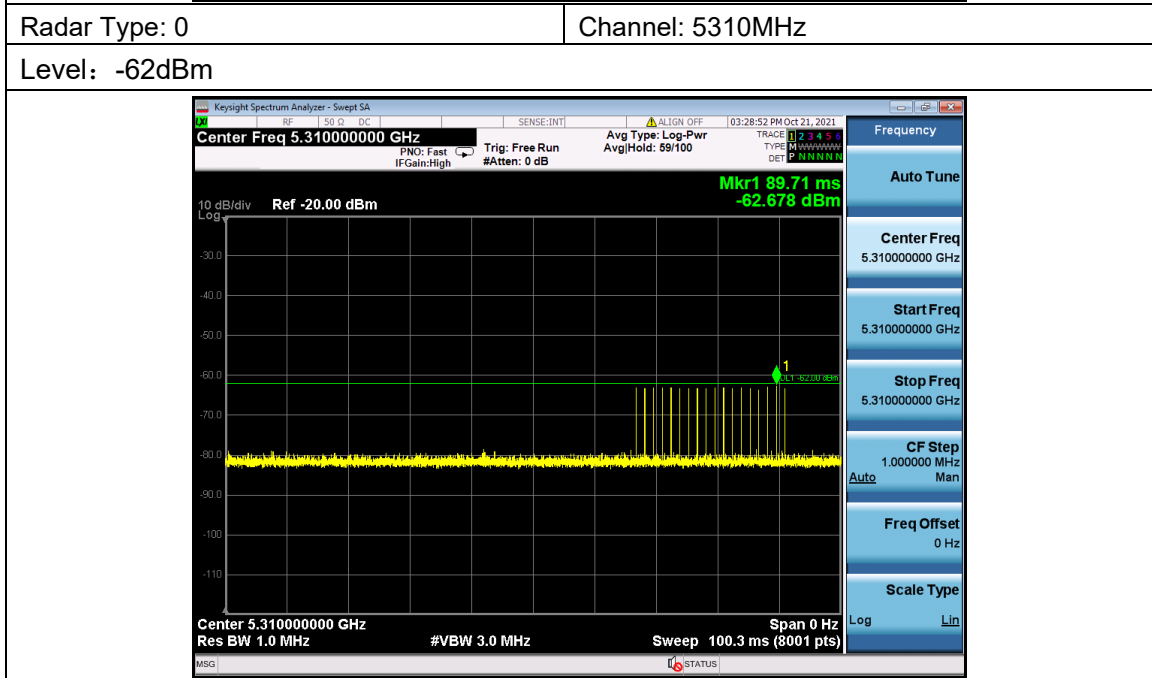 Radar Type: 0
Channel: 5310MHz
Level：-62dBm
Keysight Spectrum Analyzer - Swept SA
LXI RF 50 Ω DC SENSE:INT ALIGN OFF 03:28:52 PM Oct 21, 2021
Center Freq 5.310000000 GHz
PNO: Fast
IFGain:High
Trig: Free Run
#Atten: 0 dB
Avg Type: Log-Pwr
Avg|Hold: 59/100
TRACE 1 2 3 4 5 6
TYPE M WWWWW
DET P N N N N N
Mkr1 89.71 ms
-62.678 dBm
10 dB/div Ref -20.00 dBm
Log
-30.0
-40.0
-50.0
-60.0
-70.0
-80.0
-90.0
-100
-110
1
DL1 -62.00 dBm
Center 5.310000000 GHz Span 0 Hz
Res BW 1.0 MHz #VBW 3.0 MHz Sweep 100.3 ms (8001 pts)
MSG STATUS
Frequency
Auto Tune
Center Freq
5.310000000 GHz
Start Freq
5.310000000 GHz
Stop Freq
5.310000000 GHz
CF Step
1.000000 MHz
Auto Man
Freq Offset
0 Hz
Scale Type
Log Lin